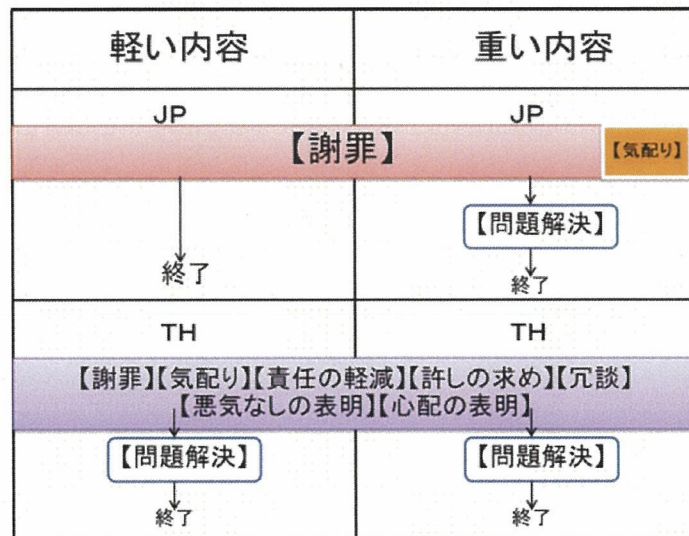 軽い内容
重い内容
JP
JP
【謝罪】
【気配り】
【問題解決】
終了
終了
TH
TH
【謝罪】【気配り】【責任の軽減】【許しの求め】【冗談】
【悪気なしの表明】【心配の表明】
【問題解決】
【問題解決】
終了
終了